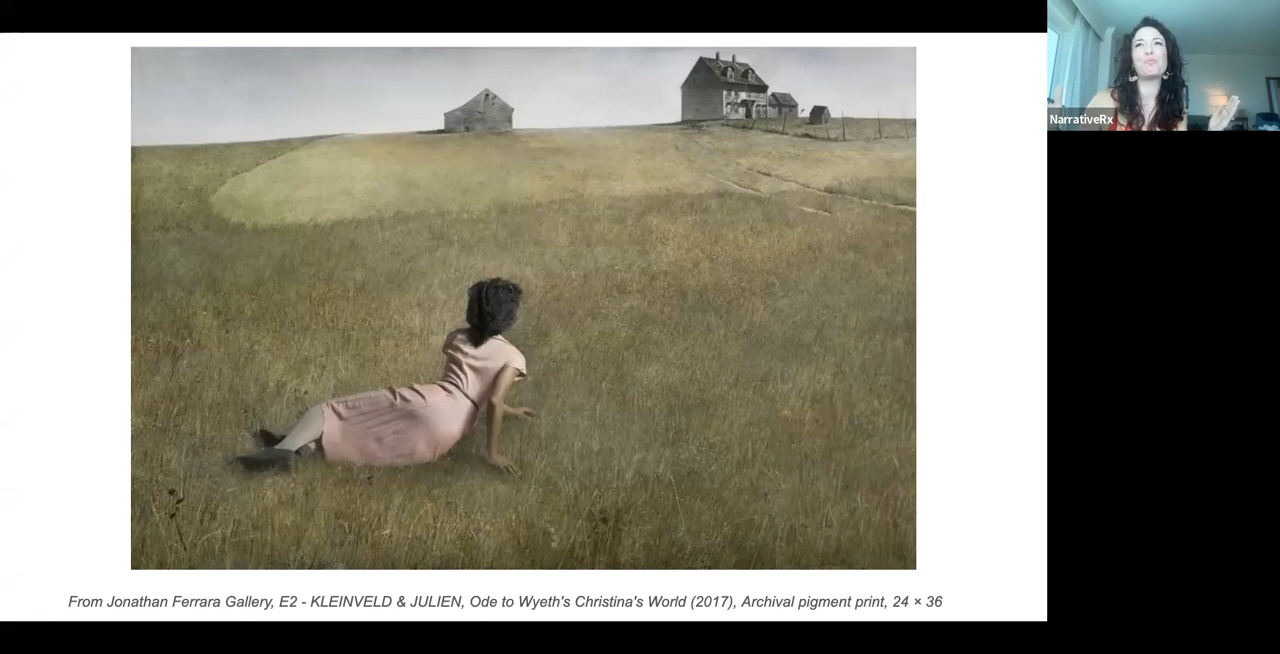 NarrativeRx
From Jonathan Ferrara Gallery, E2 - KLEINVELD & JULIEN, Ode to Wyeth's Christina's World (2017), Archival pigment print, 24 × 36